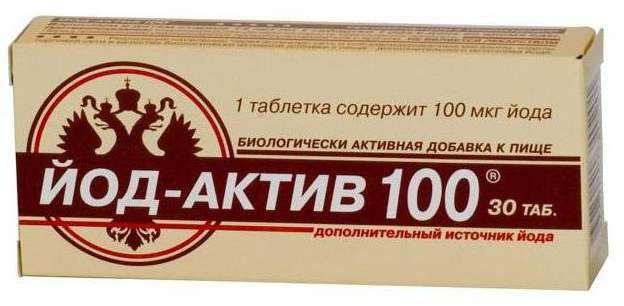 1 таблетка содержит 100 мкг йода
БИОЛОГИЧЕСКИ АКТИВНАЯ ДОБАВКА К ПИЩЕ
ЙОД-АКТИВ 100® 30 ТАБ.
дополнительный источник йода